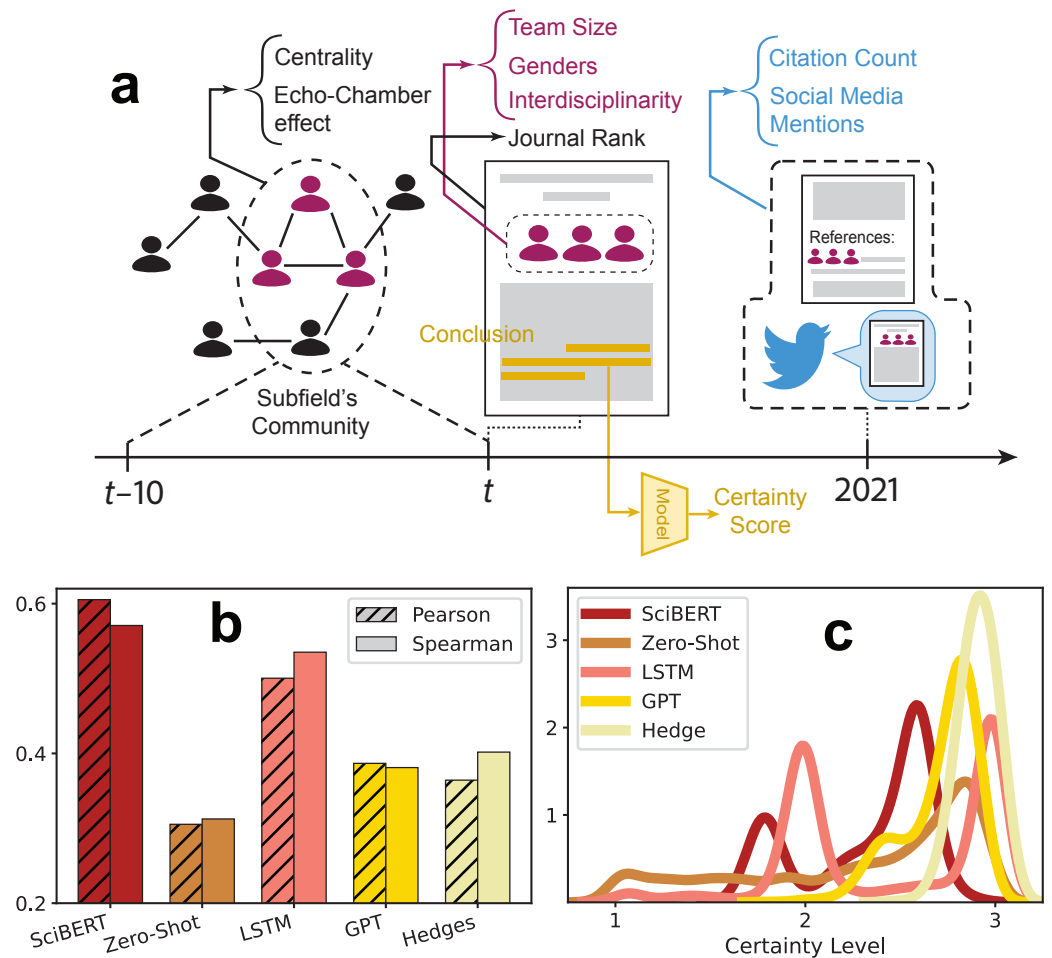 a
Centrality
Echo-Chamber
effect
Team Size
Genders
Interdisciplinarity
Journal Rank
Citation Count
Social Media
Mentions
References:
Conclusion
Subfield's
Community
t–10
t
2021
Model
Certainty
Score
b
Pearson
Spearman
0.6
0.4
0.2
SciBERT
Zero-Shot
LSTM
GPT
Hedges
c
SciBERT
Zero-Shot
LSTM
GPT
Hedge
3
2
1
1
2
3
Certainty Level